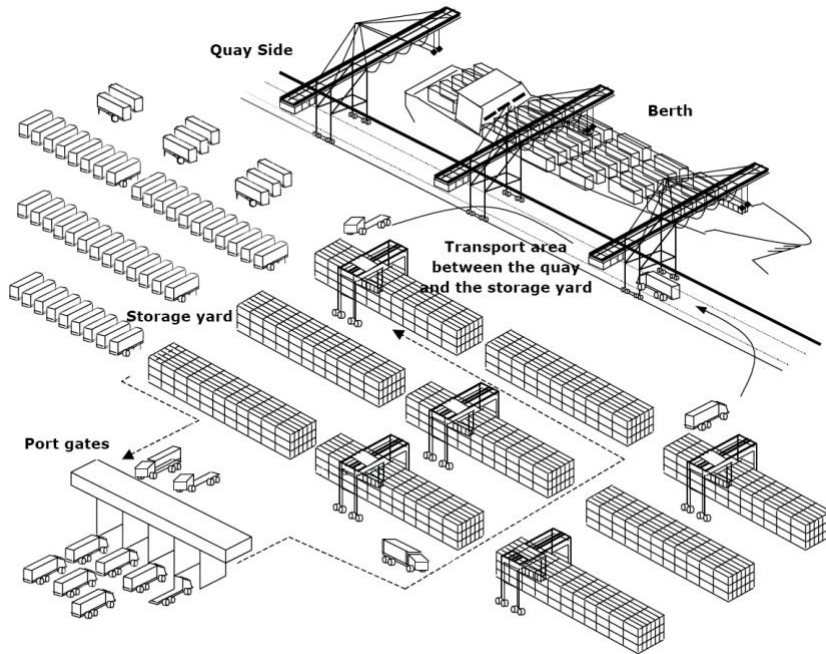 Quay Side
Berth
Transport area
between the quay
and the storage yard
Storage yard
Port gates